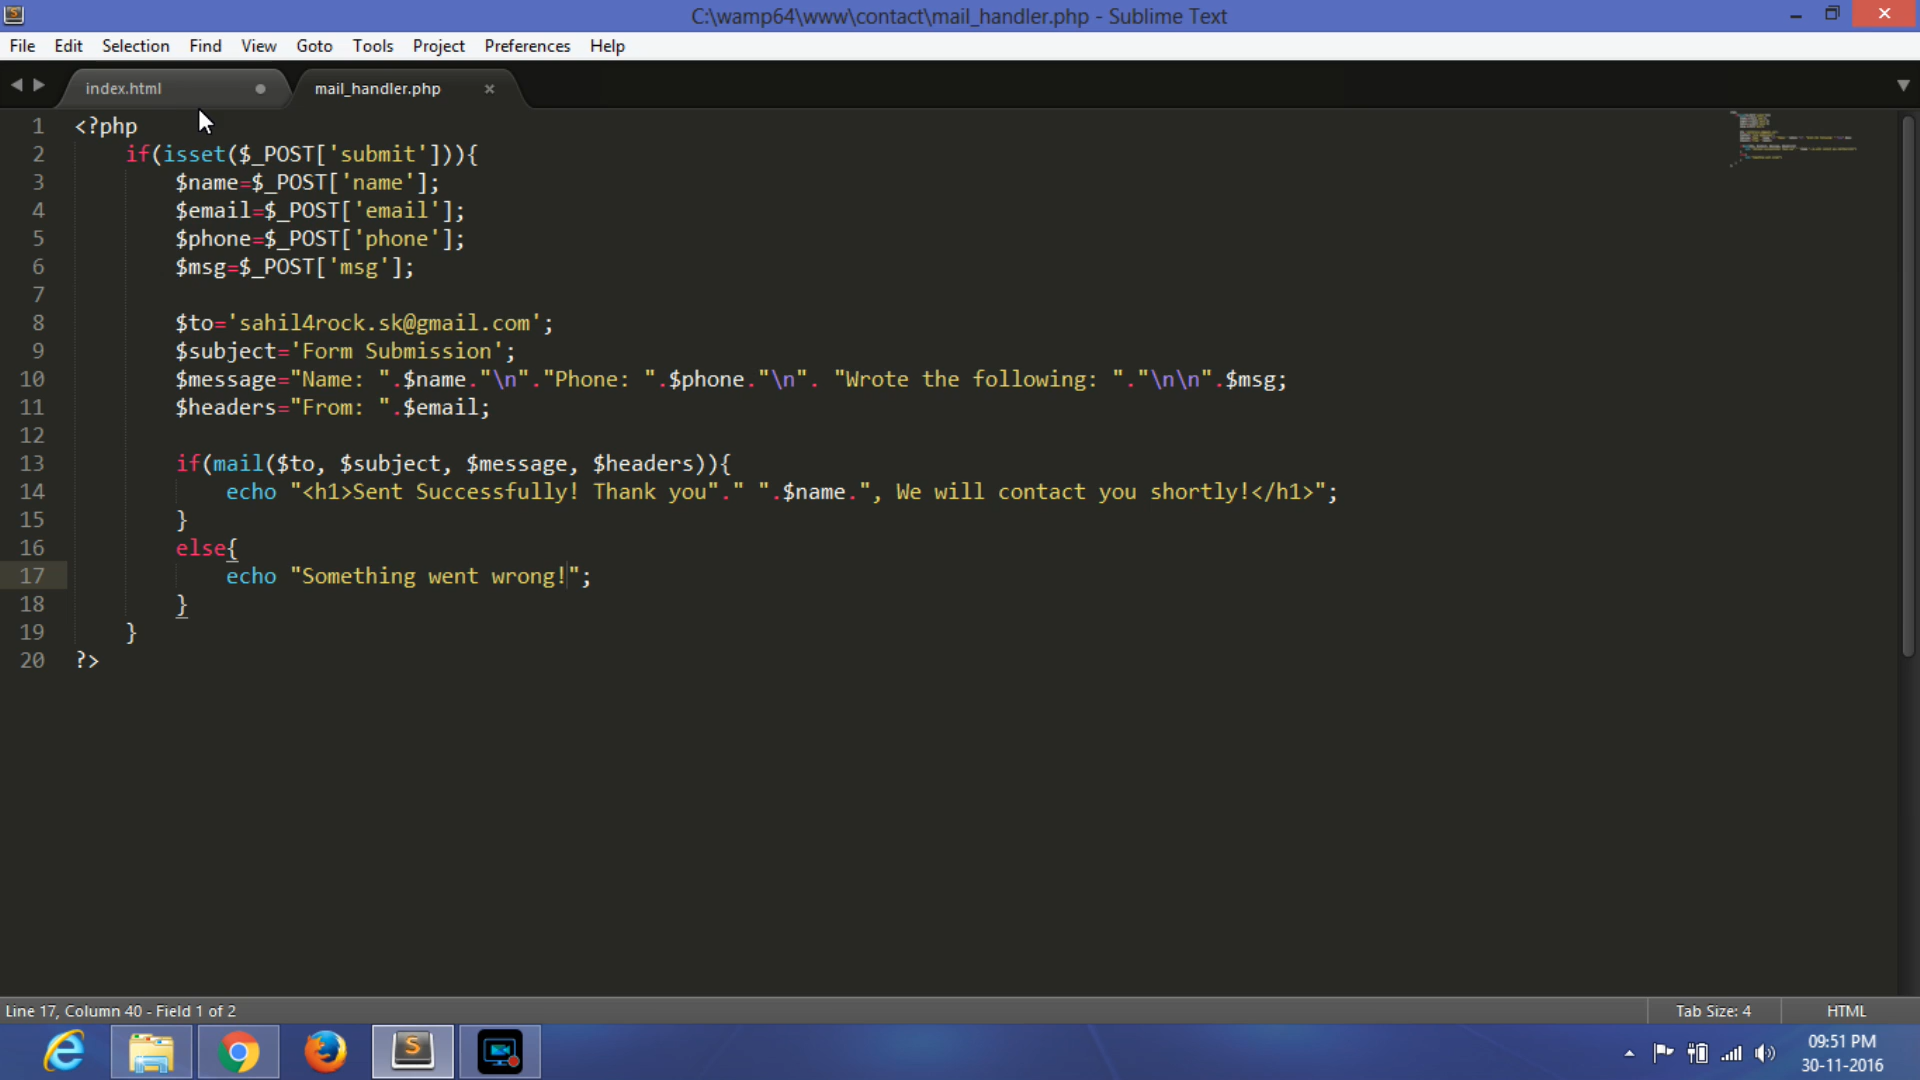 C:\wamp64\www\contact\mail_handler.php - Sublime Text
File Edit Selection Find View Goto Tools Project Preferences Help
index.html mail_handler.php
1 <?php
2 if(isset($_POST['submit'])){
3 $name=$_POST['name'];
4 $email=$_POST['email'];
5 $phone=$_POST['phone'];
6 $msg=$_POST['msg'];
7
8 $to='sahil4rock.sk@gmail.com';
9 $subject='Form Submission';
10 $message="Name: ".$name."\n"."Phone: ".$phone."\n". "Wrote the following: "."\n\n".$msg;
11 $headers="From: ".$email;
12
13 if(mail($to, $subject, $message, $headers)){
14 echo "<h1>Sent Successfully! Thank you"." ".$name.", We will contact you shortly!</h1>";
15 }
16 else{
17 echo "Something went wrong!";
18 }
19 }
20 ?>
Line 17, Column 40 - Field 1 of 2 Tab Size: 4 HTML
09:51 PM
30-11-2016